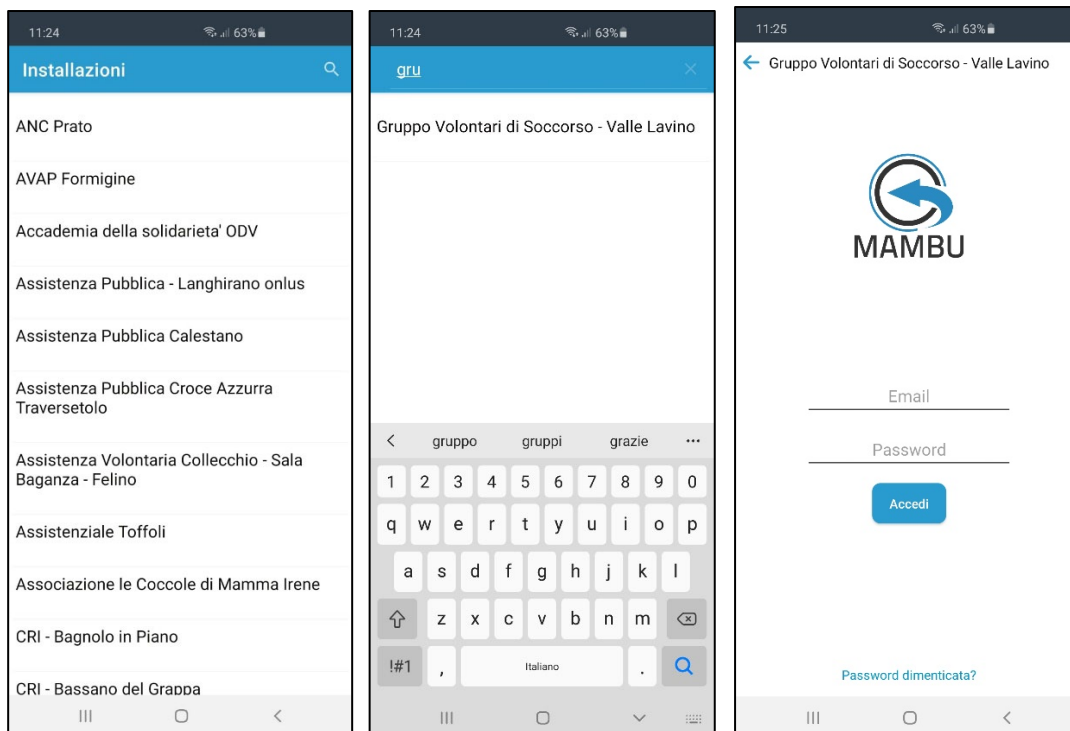 11:24 63%
Installazioni
ANC Prato
AVAP Formigine
Accademia della solidarieta' ODV
Assistenza Pubblica - Langhirano onlus
Assistenza Pubblica Calestano
Assistenza Pubblica Croce Azzurra
Traversetolo
Assistenza Volontaria Collecchio - Sala
Baganza - Felino
Assistenziale Toffoli
Associazione le Coccole di Mamma Irene
CRI - Bagnolo in Piano
CRI - Bassano del Grappa
11:24 63%
gru
Gruppo Volontari di Soccorso - Valle Lavino
gruppo gruppi grazie
1 2 3 4 5 6 7 8 9 0
q w e r t y u i o p
a s d f g h j k l
z x c v b n m
!#1 , Italiano .
11:25 63%
Gruppo Volontari di Soccorso - Valle Lavino
MAMBU
Email
Password
Accedi
Password dimenticata?